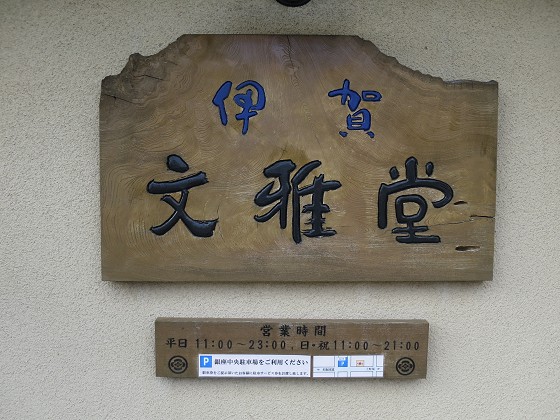 伊賀
文雅堂
営業時間
平日 11:00～23:00, 日・祝 11:00～21:00
P 銀座中央駐車場をご利用ください